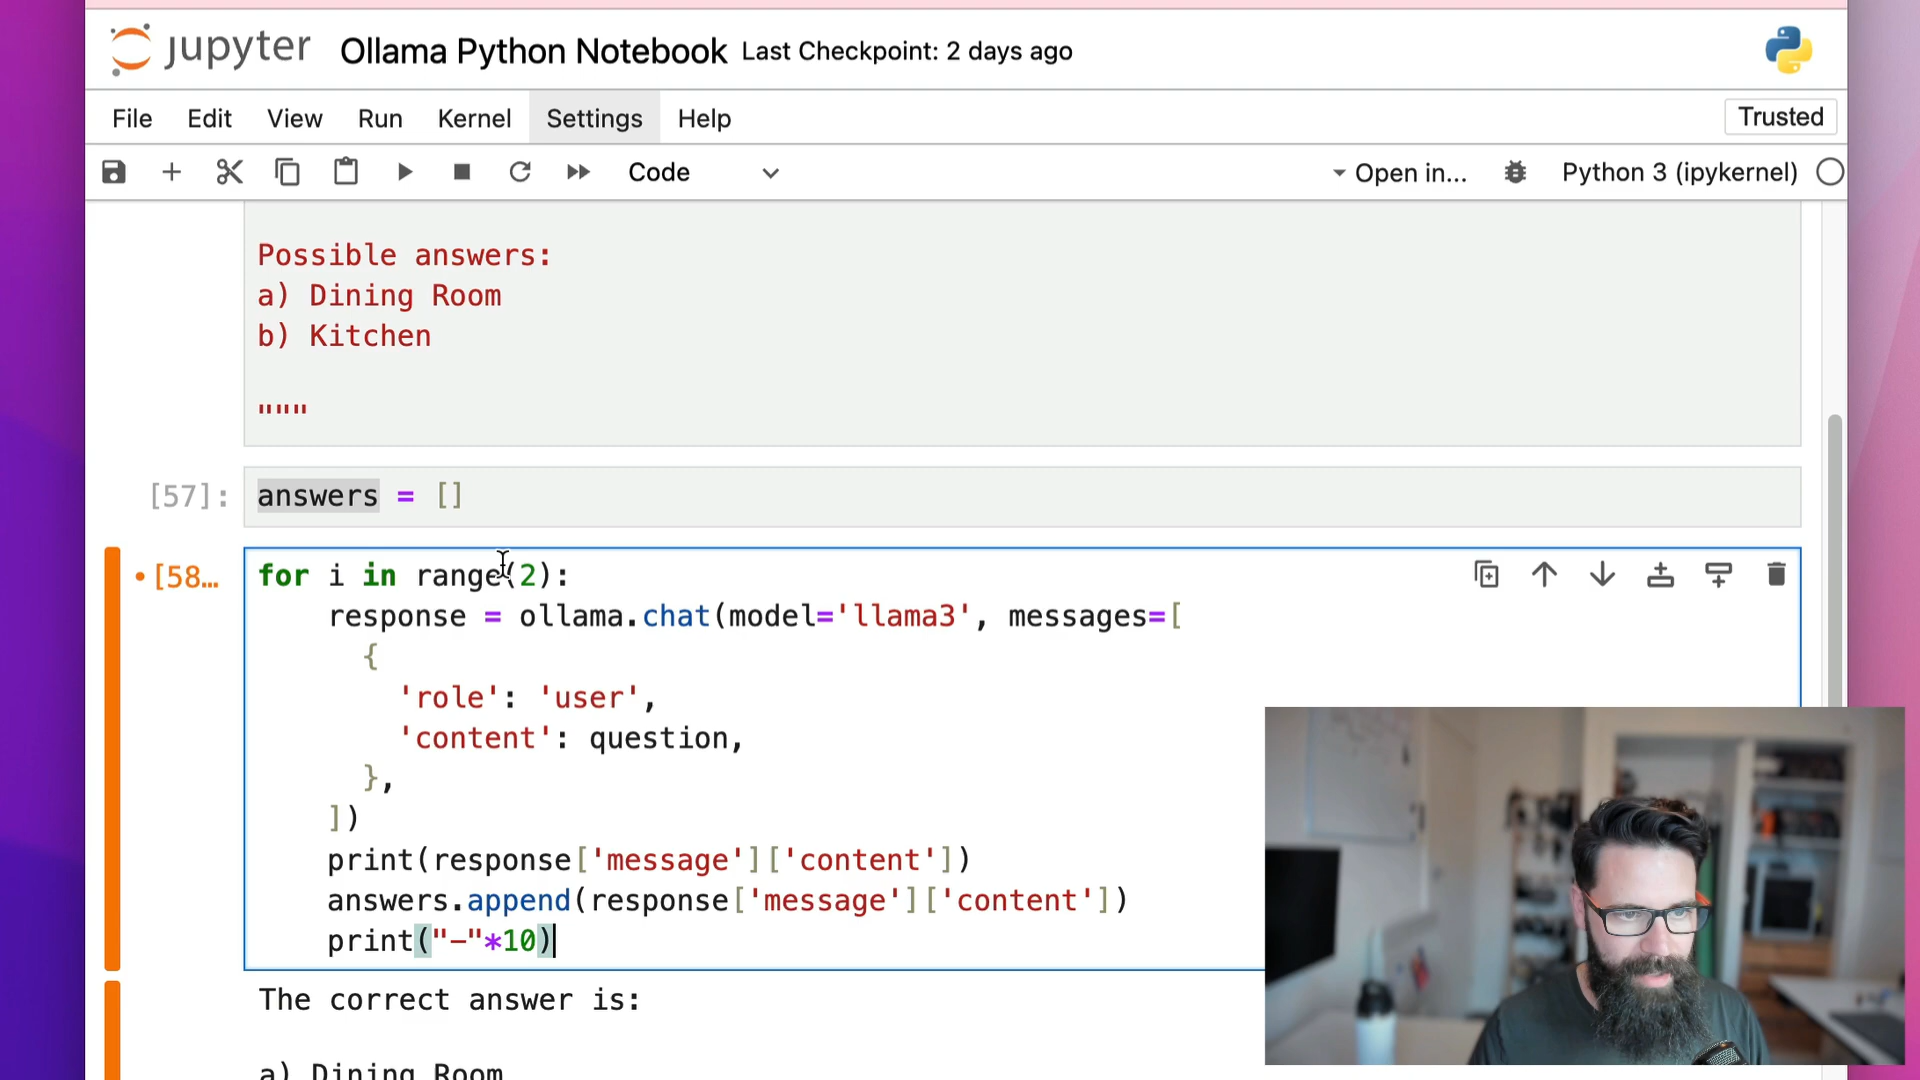 jupyter Ollama Python Notebook Last Checkpoint: 2 days ago
File Edit View Run Kernel Settings Help Trusted
Code Open in... Python 3 (ipykernel)
Possible answers:
a) Dining Room
b) Kitchen
"""
[57]: answers = []
[58... for i in range(2):
response = ollama.chat(model='llama3', messages=[
{
'role': 'user',
'content': question,
},
])
print(response['message']['content'])
answers.append(response['message']['content'])
print("-"*10)
The correct answer is:
a) Dining Room